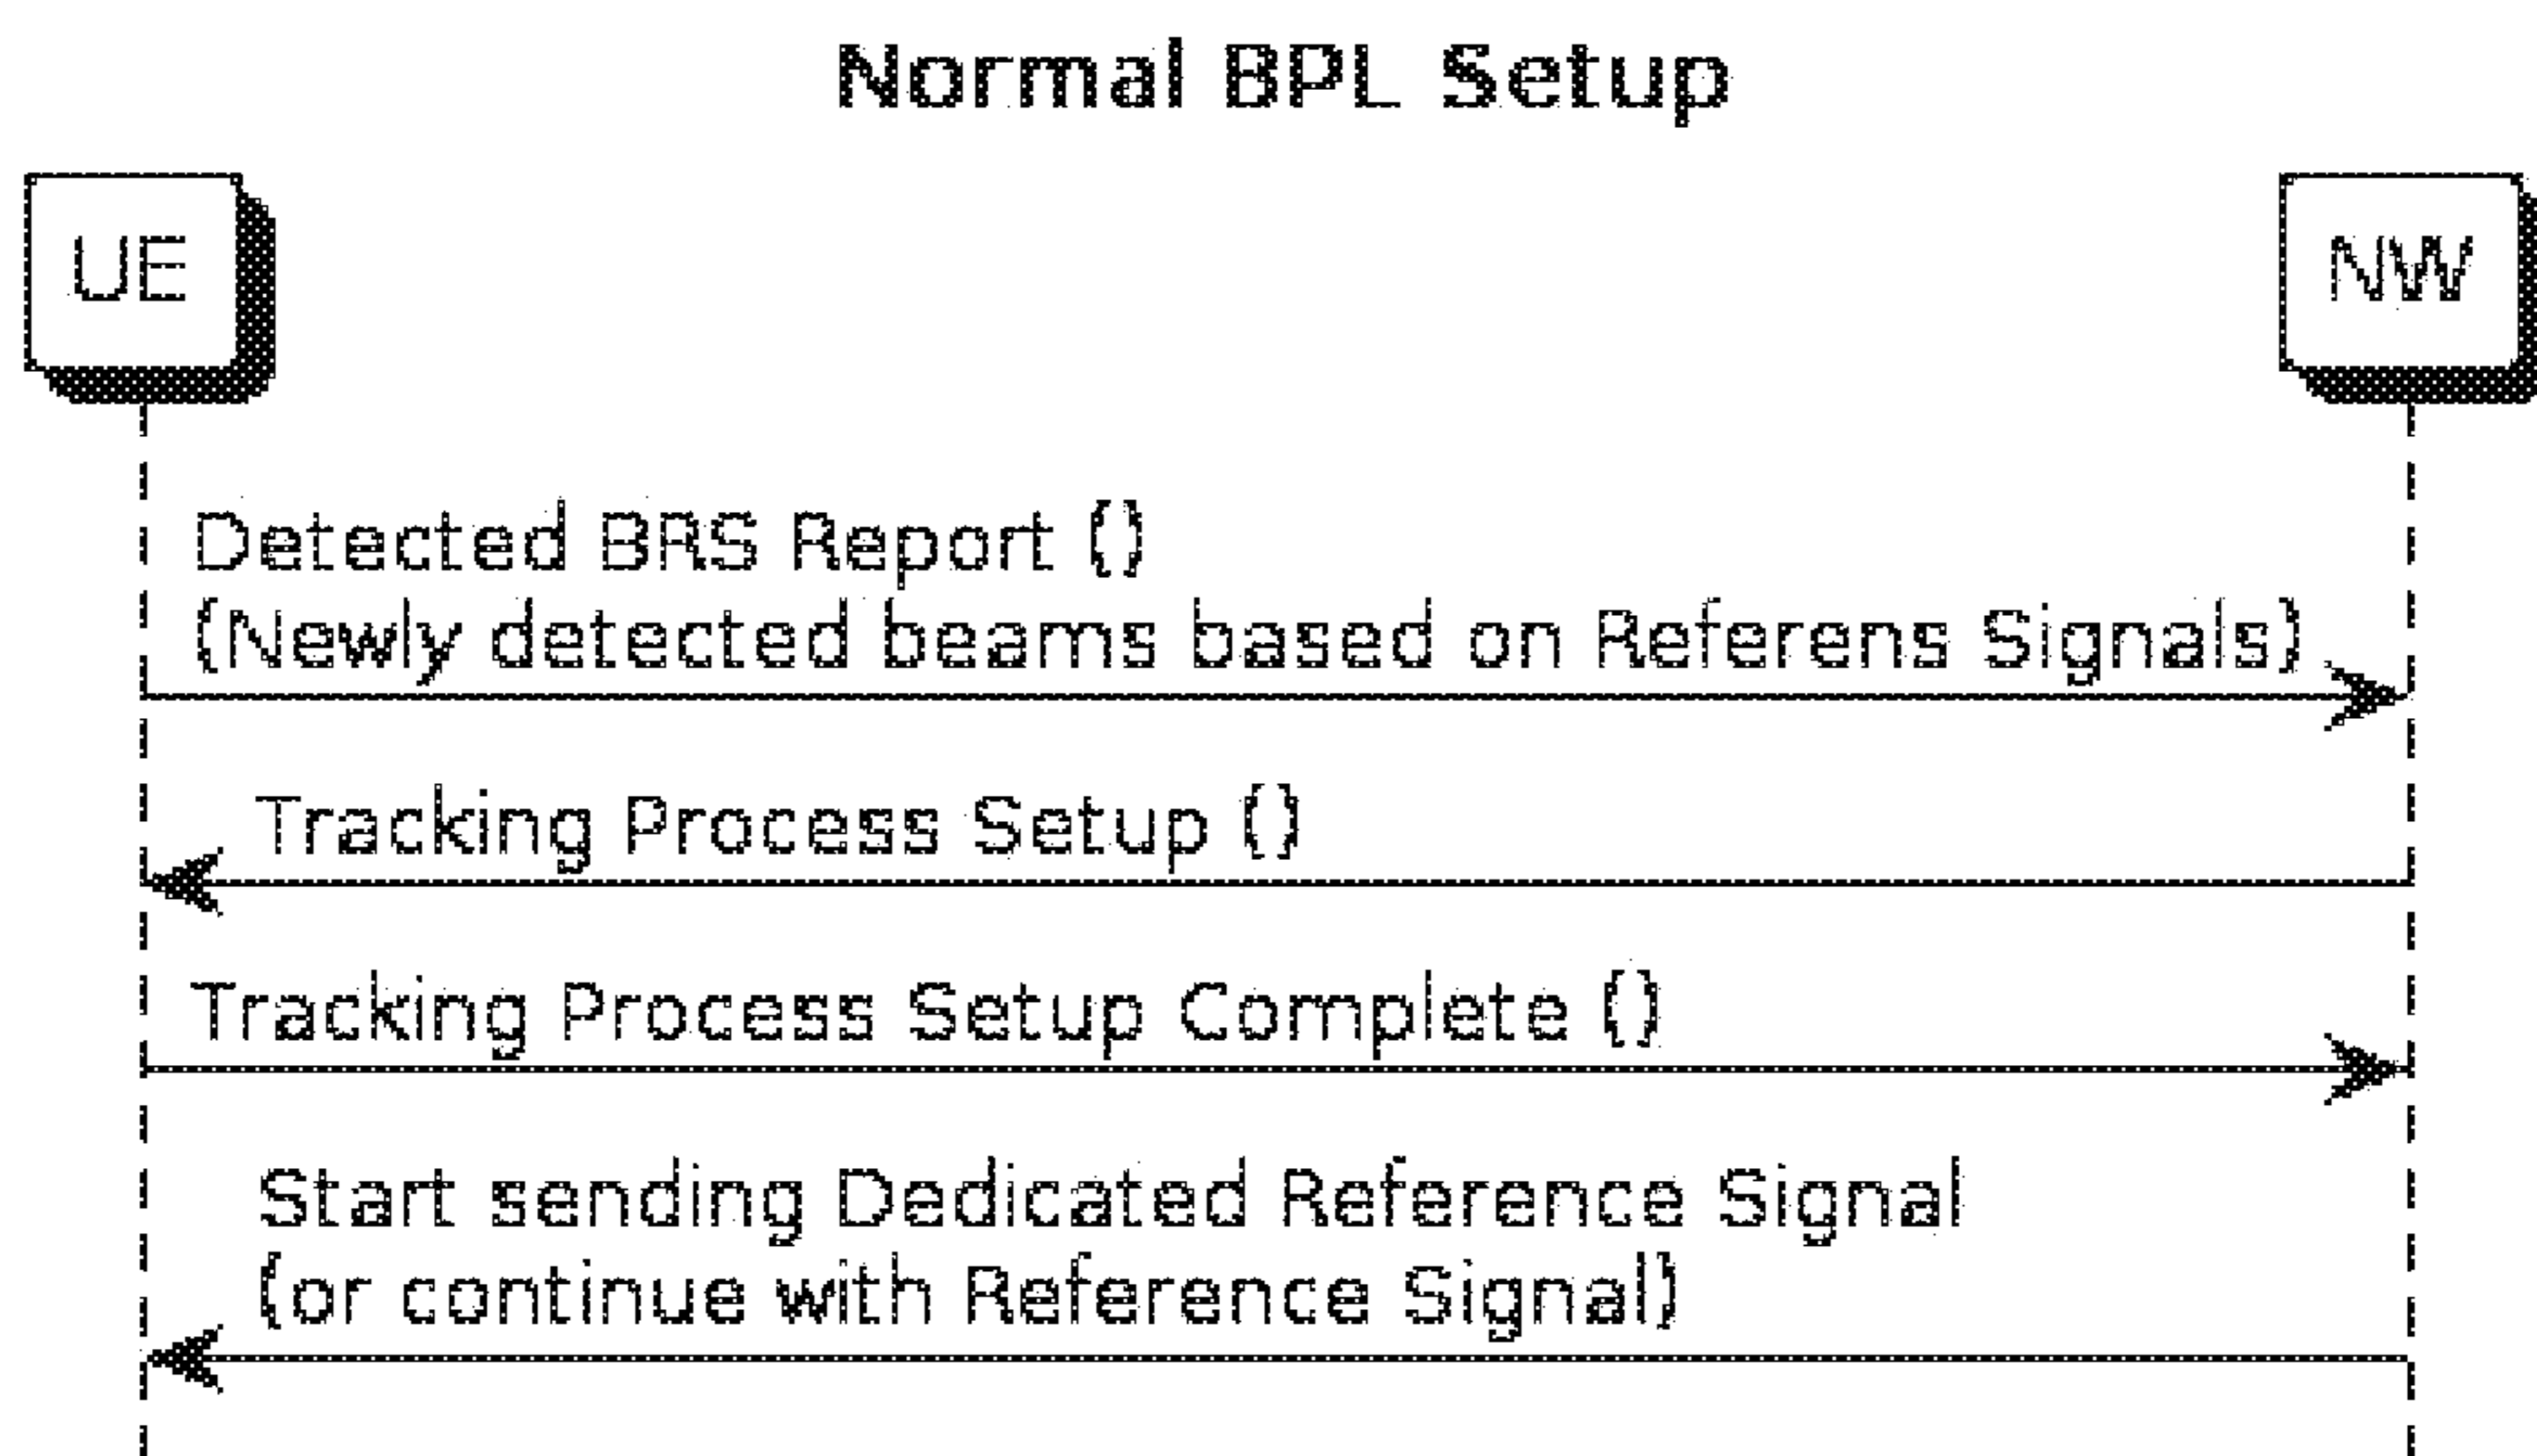 Normal BPL Setup
UE
NW
Detected BRS Report ()
(Newly detected beams based on Referens Signals)
Tracking Process Setup ()
Tracking Process Setup Complete ()
Start sending Dedicated Reference Signal
(or continue with Reference Signal)